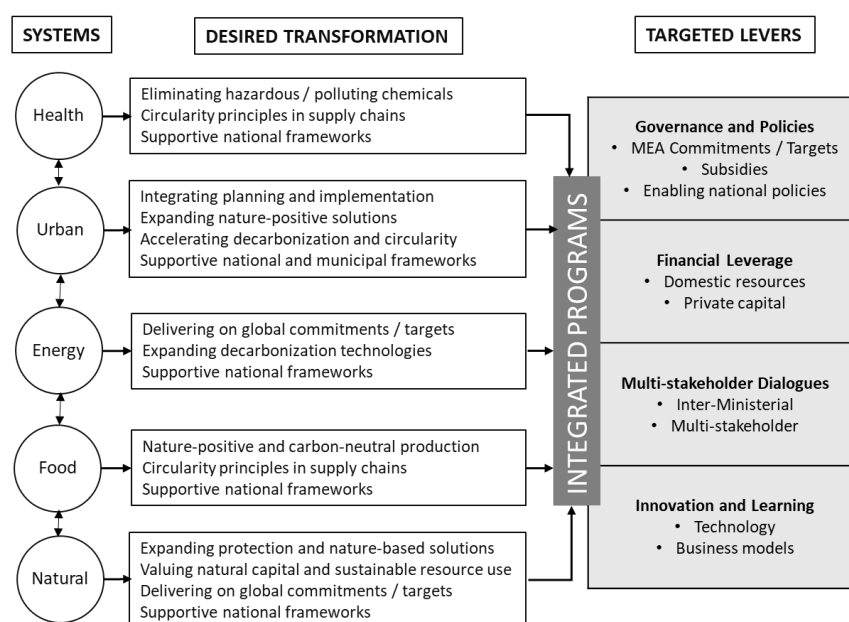 SYSTEMS
DESIRED TRANSFORMATION
TARGETED LEVERS
Health
Eliminating hazardous / polluting chemicals
Circularity principles in supply chains
Supportive national frameworks
Urban
Integrating planning and implementation
Expanding nature-positive solutions
Accelerating decarbonization and circularity
Supportive national and municipal frameworks
Energy
Delivering on global commitments / targets
Expanding decarbonization technologies
Supportive national frameworks
Food
Nature-positive and carbon-neutral production
Circularity principles in supply chains
Supportive national frameworks
Natural
Expanding protection and nature-based solutions
Valuing natural capital and sustainable resource use
Delivering on global commitments / targets
Supportive national frameworks
INTEGRATED PROGRAMS
Governance and Policies
• MEA Commitments / Targets
• Subsidies
• Enabling national policies
Financial Leverage
• Domestic resources
• Private capital
Multi-stakeholder Dialogues
• Inter-Ministerial
• Multi-stakeholder
Innovation and Learning
• Technology
• Business models